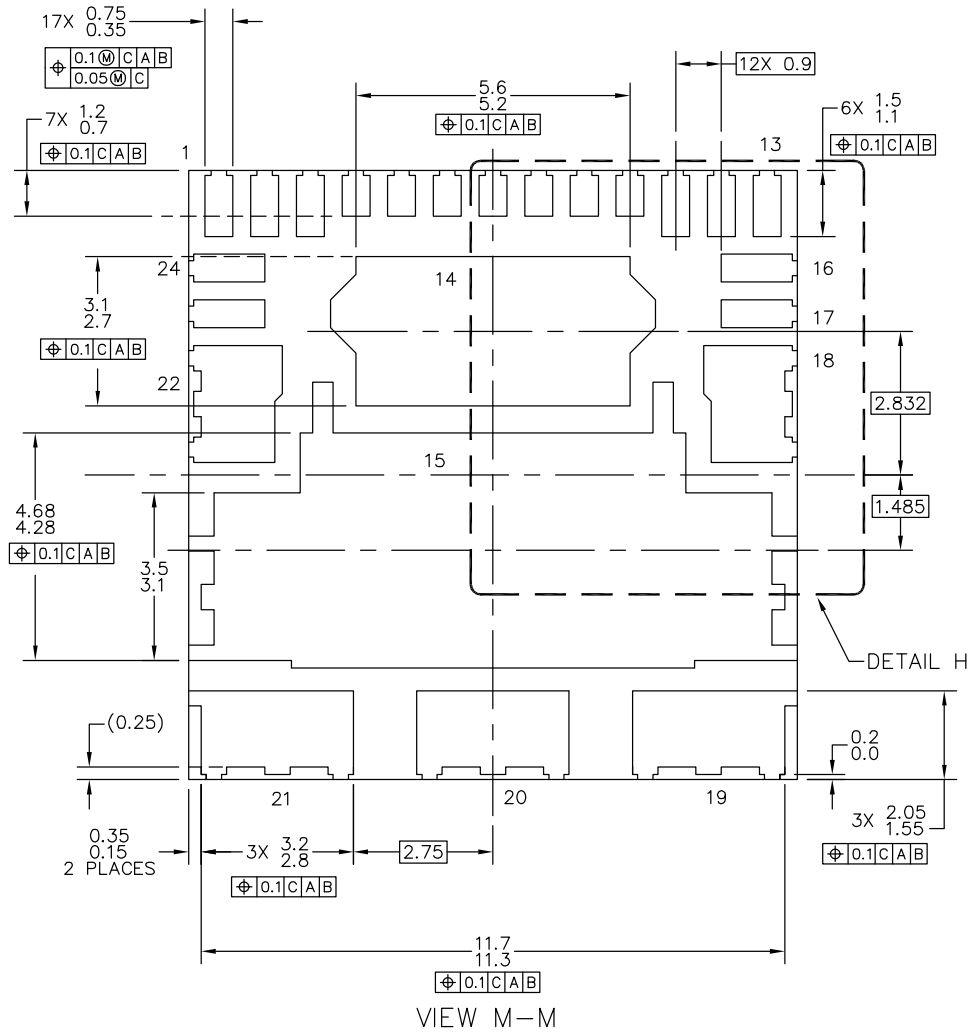 17X 0.75
0.35
⌖ 0.1Ⓜ C A B
0.05Ⓜ C
7X 1.2
0.7
⌖ 0.1 C A B
5.6
5.2
⌖ 0.1 C A B
12X 0.9
6X 1.5
1.1
⌖ 0.1 C A B
1
13
24
14
16
3.1
2.7
⌖ 0.1 C A B
17
22
18
2.832
15
1.485
4.68
4.28
⌖ 0.1 C A B
3.5
3.1
DETAIL H
(0.25)
0.2
0.0
21
20
19
3X 2.05
1.55
⌖ 0.1 C A B
0.35
0.15
2 PLACES
3X 3.2
2.8
⌖ 0.1 C A B
2.75
11.7
11.3
⌖ 0.1 C A B
VIEW M-M